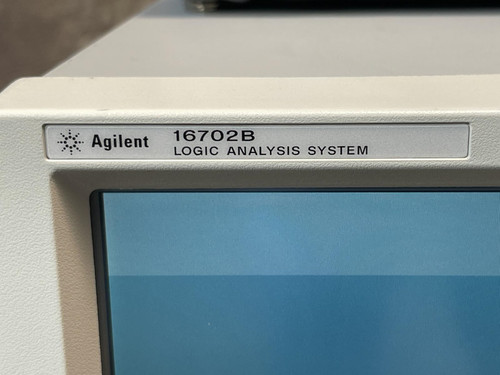 Agilent 16702B
LOGIC ANALYSIS SYSTEM